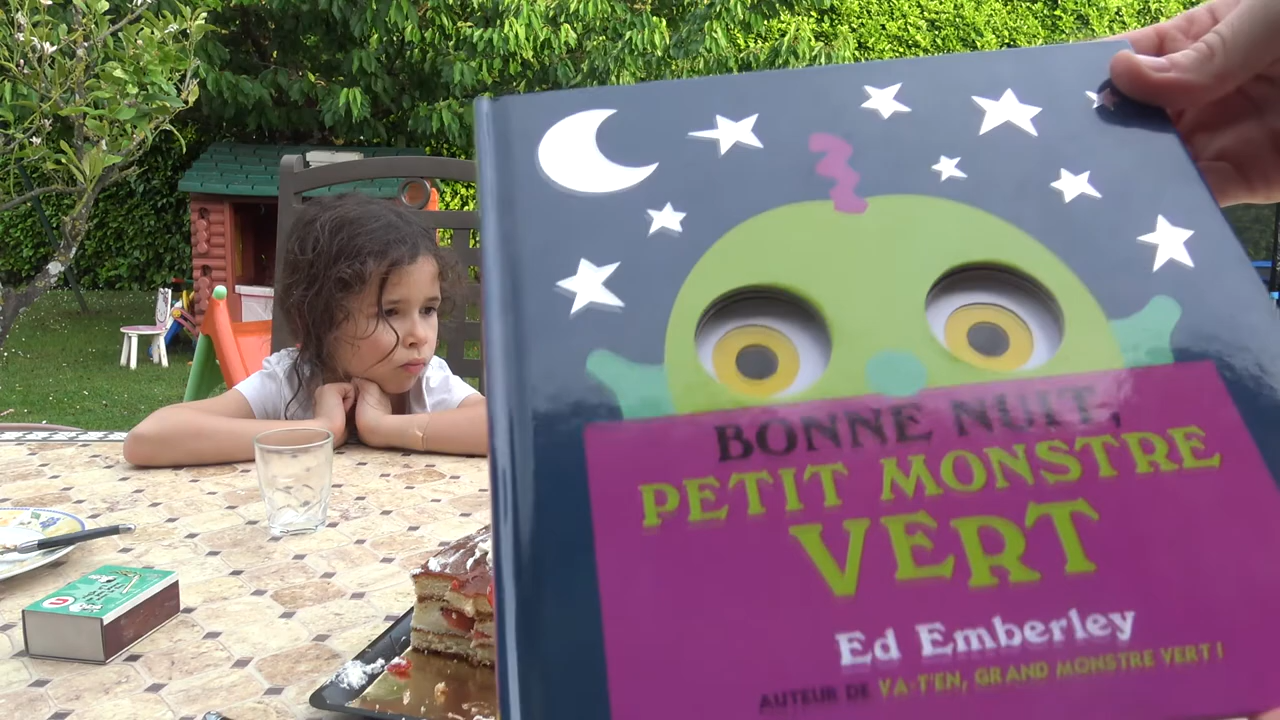 BONNE NUIT,
PETIT MONSTRE
VERT
Ed Emberley
AUTEUR DE VA-T'EN, GRAND MONSTRE VERT !